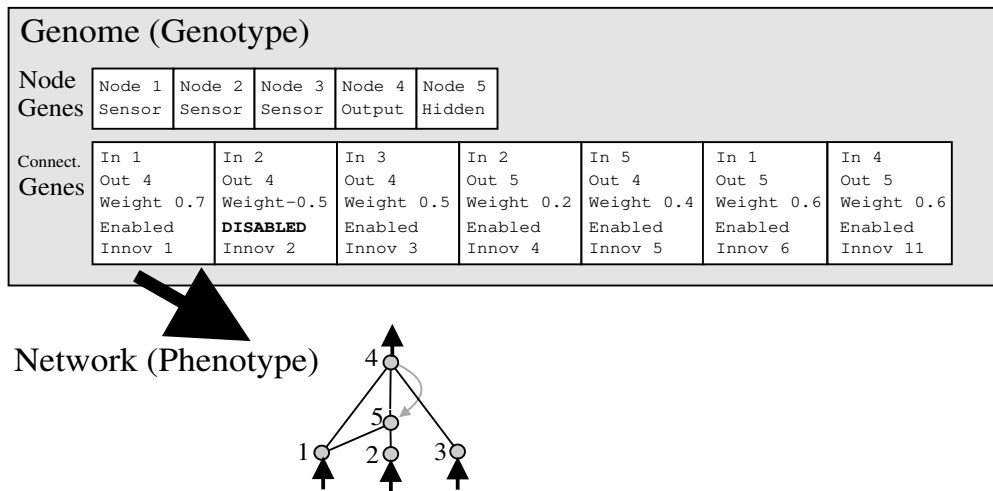 Genome (Genotype)
Node Genes
Node 1 Sensor
Node 2 Sensor
Node 3 Sensor
Node 4 Output
Node 5 Hidden
Connect. Genes
In 1
Out 4
Weight 0.7
Enabled
Innov 1
In 2
Out 4
Weight-0.5
DISABLED
Innov 2
In 3
Out 4
Weight 0.5
Enabled
Innov 3
In 2
Out 5
Weight 0.2
Enabled
Innov 4
In 5
Out 4
Weight 0.4
Enabled
Innov 5
In 1
Out 5
Weight 0.6
Enabled
Innov 6
In 4
Out 5
Weight 0.6
Enabled
Innov 11
Network (Phenotype)
4
5
1 2 3